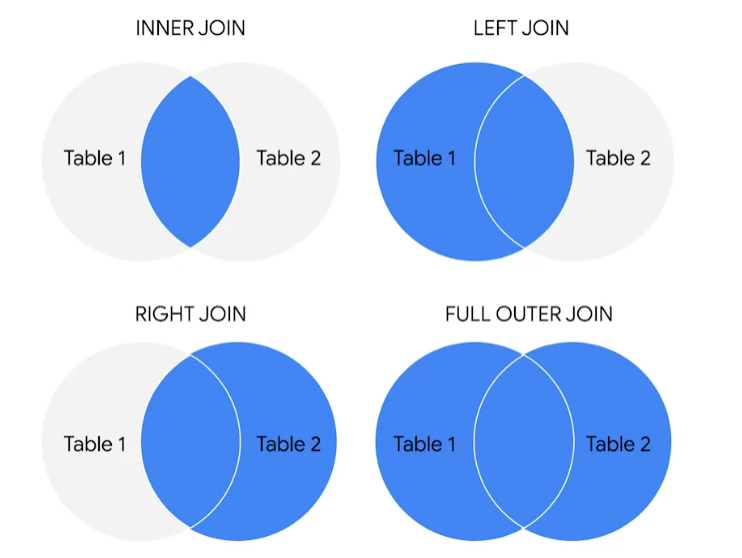 INNER JOIN
LEFT JOIN
Table 1
Table 2
Table 1
Table 2
RIGHT JOIN
FULL OUTER JOIN
Table 1
Table 2
Table 1
Table 2